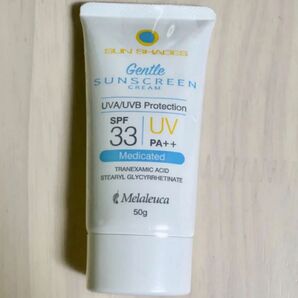 SUN SHADES
Gentle
SUNSCREEN
CREAM
UVA/UVB Protection
SPF
33
UV
PA++
Medicated
TRANEXAMIC ACID
STEARYL GLYCYRRHETINATE
Melaleuca
50g